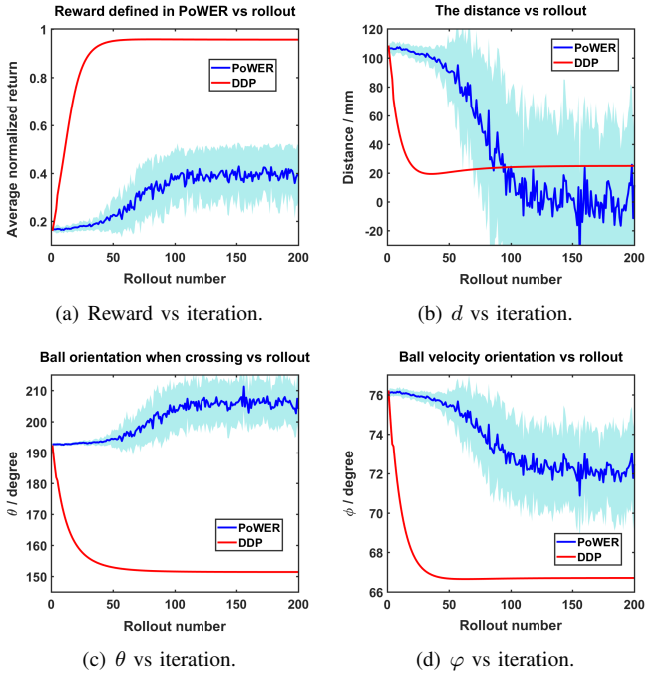 Reward defined in PoWER vs rollout
Average normalized return
1
0.8
0.6
0.4
0.2
PoWER
DDP
0
50
100
150
200
Rollout number
(a) Reward vs iteration.
The distance vs rollout
Distance / mm
120
100
80
60
40
20
0
-20
PoWER
DDP
0
50
100
150
200
Rollout number
(b) d vs iteration.
Ball orientation when crossing vs rollout
θ / degree
210
200
190
180
170
160
150
PoWER
DDP
0
50
100
150
200
Rollout number
(c) θ vs iteration.
Ball velocity orientation vs rollout
ϕ / degree
76
74
72
70
68
66
PoWER
DDP
0
50
100
150
200
Rollout number
(d) φ vs iteration.